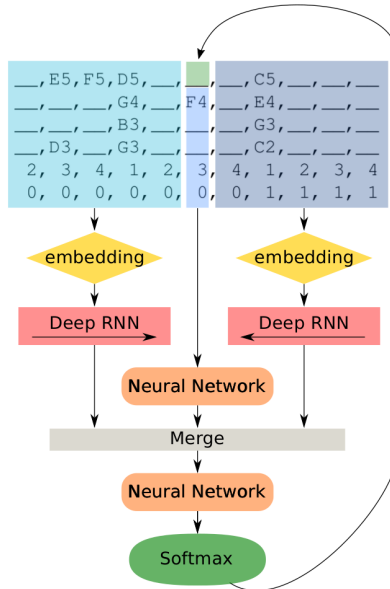 __,E5,F5,D5,__,__,__,C5,__,__,__
__,__,__,G4,__,F4,__,E4,__,__,__
__,__,__,B3,__,__,__,G3,__,__,__
__,D3,__,G3,__,__,__,C2,__,__,__
2, 3, 4, 1, 2, 3, 4, 1, 2, 3, 4
0, 0, 0, 0, 0, 0, 0, 1, 1, 1, 1
embedding
embedding
Deep RNN
Deep RNN
Neural Network
Merge
Neural Network
Softmax